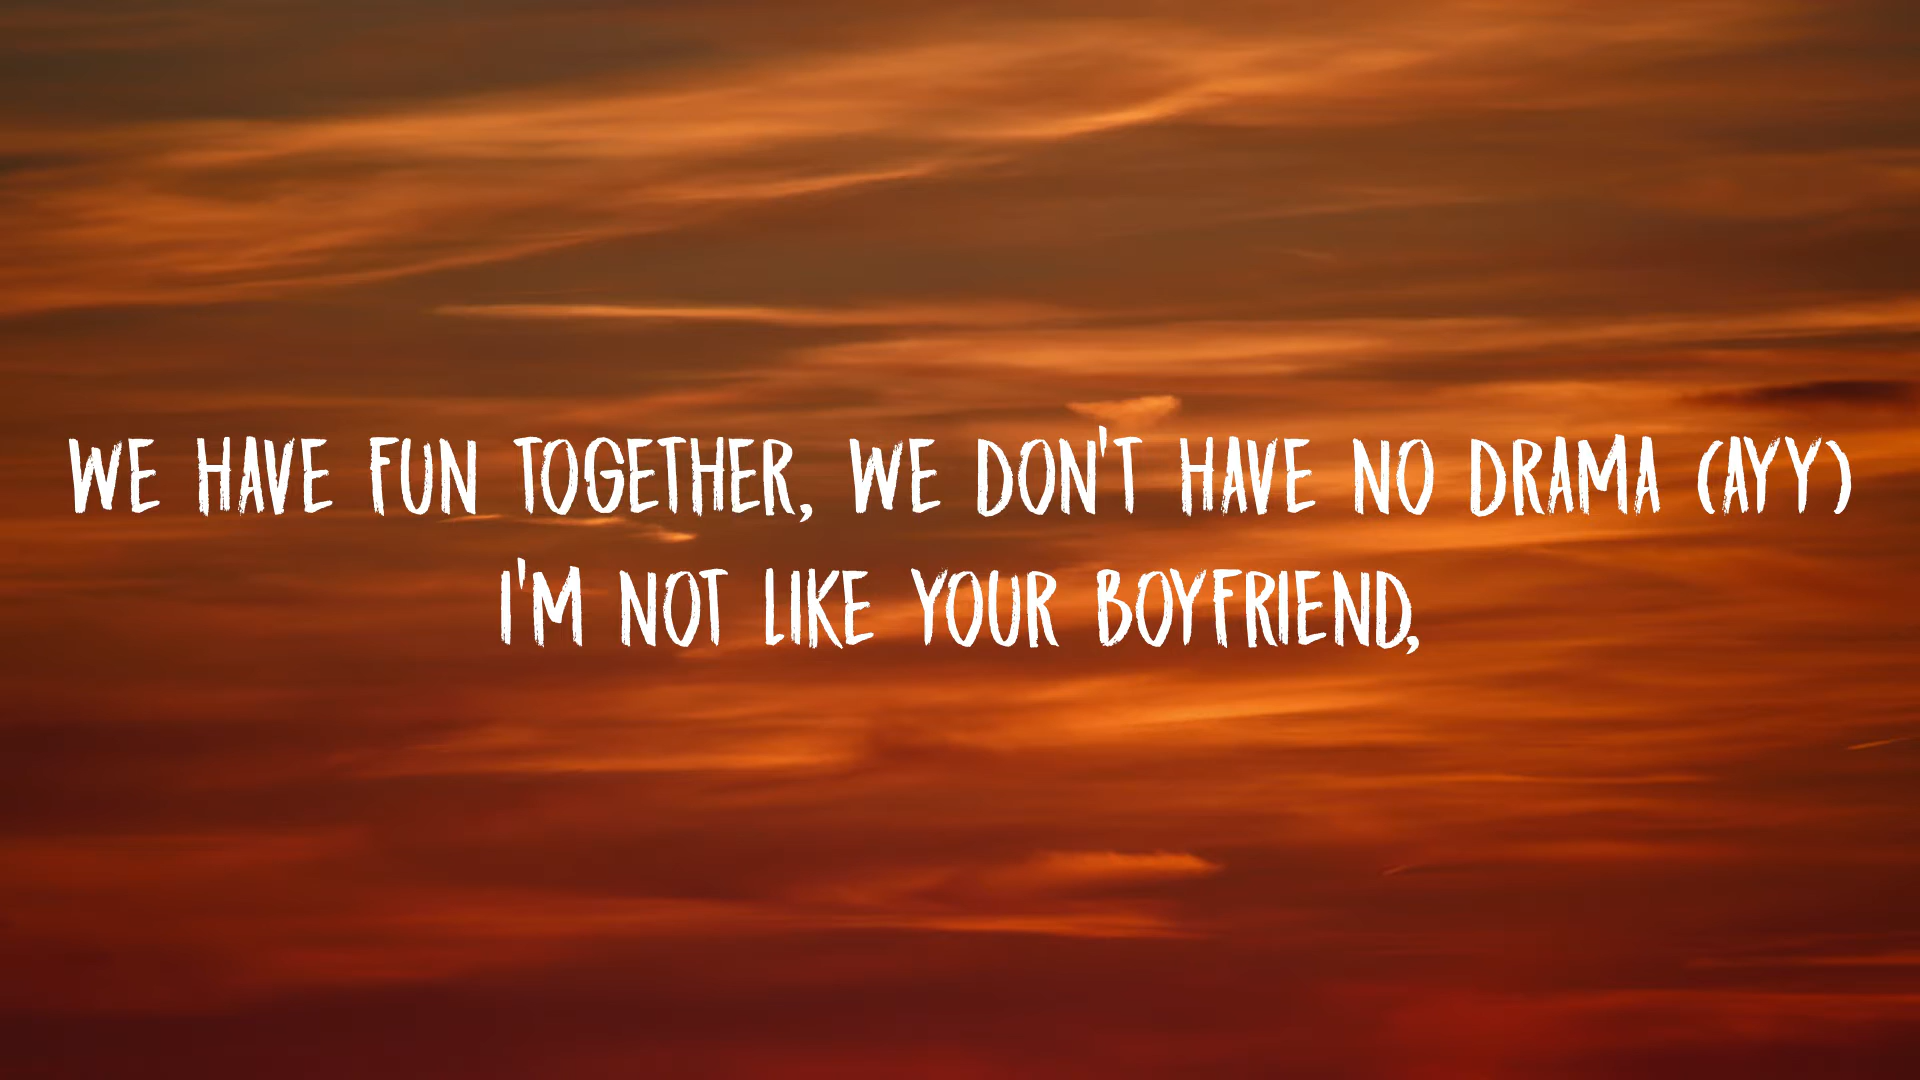 WE HAVE FUN TOGETHER, WE DON'T HAVE NO DRAMA (AYY)
I'M NOT LIKE YOUR BOYFRIEND,